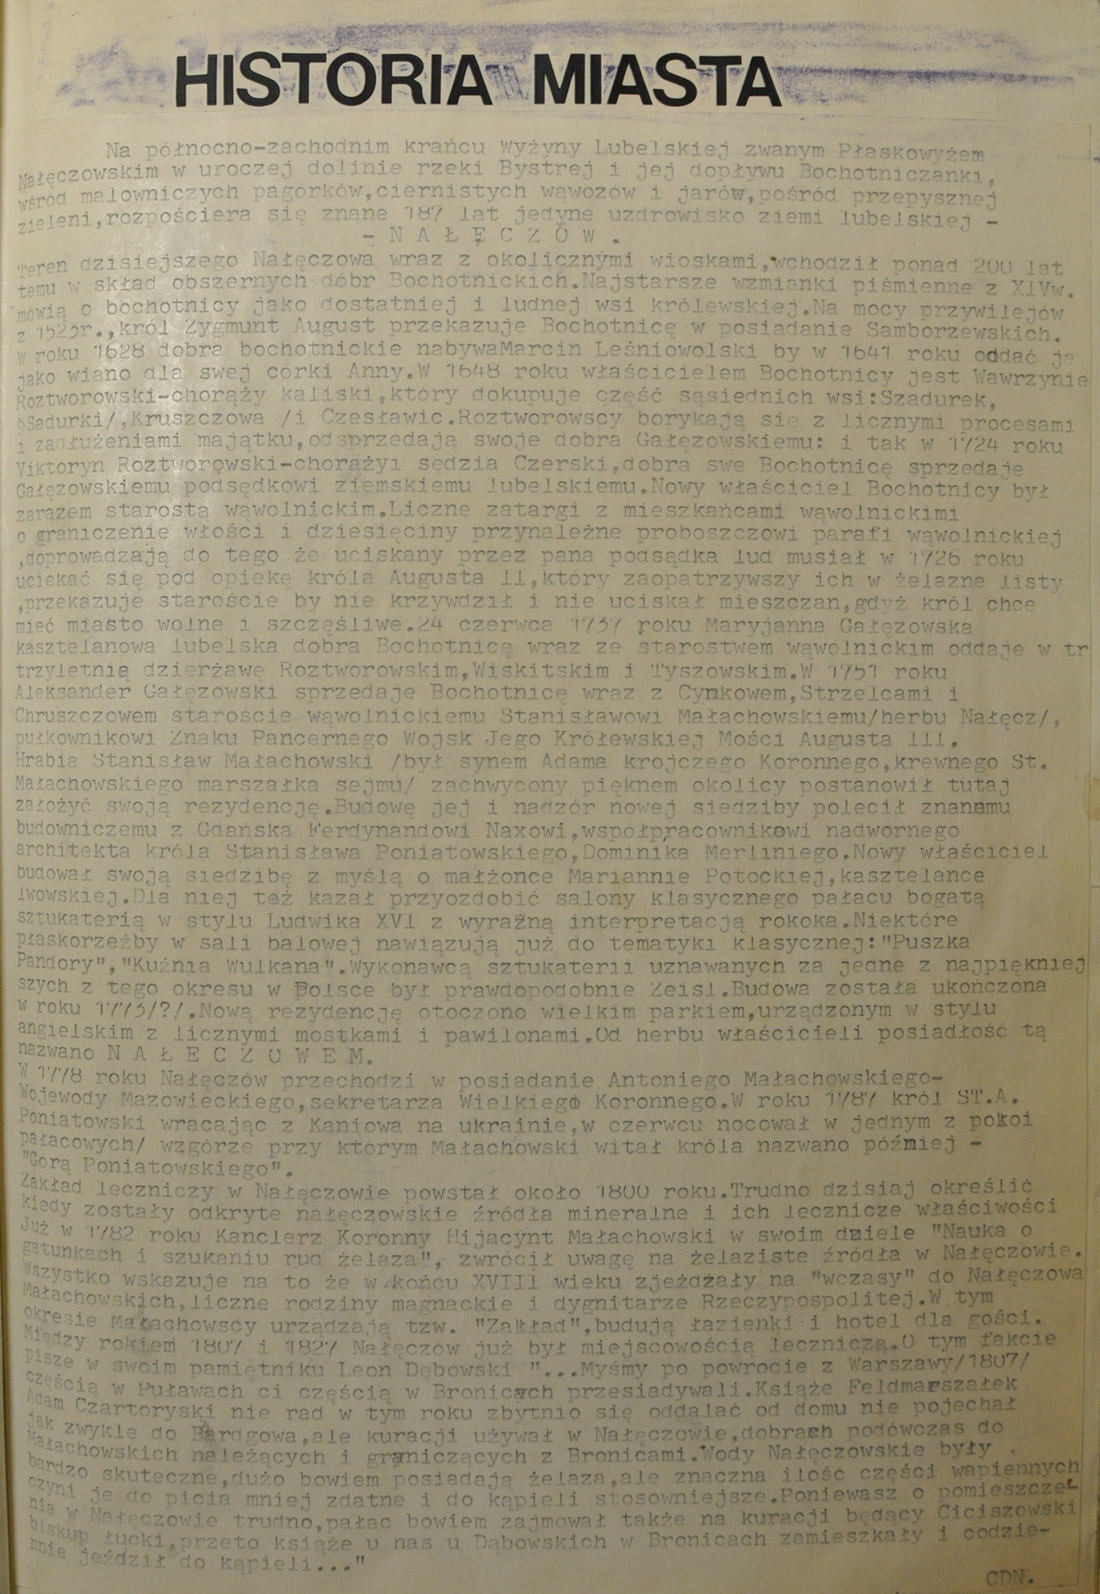 HISTORIA MIASTA
Na północno-zachodnim krańcu Wyżyny Lubelskiej zwanym Płaskowyżem
Nałęczowskim w uroczej dolinie rzeki Bystrej i jej dopływu Bochotniczanki,
wśród malowniczych pagórków,ciernistych wąwozów i jarów,pośród przepysznej
zieleni,rozpościera się znane 187 lat jedyne uzdrowisko ziemi lubelskiej -
- N A Ł Ę C Z Ó W .
Teren dzisiejszego Nałęczowa wraz z okolicznymi wioskami,wchodził ponad 200 lat
temu w skład obszernych dóbr Bochotnickich.Najstarsze wzmianki piśmienne z XIVw.
mówią o bochotnicy jako dostatniej i ludnej wsi królewskiej.Na mocy przywilejów
z 1523r.,król Zygmunt August przekazuje Bochotnicę w posiadanie Samborzewskich.
W roku 1628 dobra bochotnickie nabywaMarcin Leśniowolski by w 1641 roku oddać je
jako wiano dla swej córki Anny.W 1648 roku właścicielem Bochotnicy jest Wawrzyniec
Roztworowski-chorąży kaliski,który dokupuje część sąsiednich wsi:Szadurek,
/Sadurki/,Kruszczowa /i Czesławic.Roztworowscy borykają się z licznymi procesami
i zadłużeniami majątku,odsprzedają swoje dobra Gałęzowskiemu: i tak w 1724 roku
Viktoryn Roztworowski-chorążyi sędzia Czerski,dobra swe Bochotnicę sprzedaje
Gałęzowskiemu podsędkowi ziemskiemu lubelskiemu.Nowy właściciel Bochotnicy był
zarazem starostą wąwolnickim.Liczne zatargi z mieszkańcami wąwolnickimi
o graniczenie włości i dziesięciny przynależne proboszczowi parafi wąwolnickiej
,doprowadzają do tego że uciskany przez pana podsądka lud musiał w 1726 roku
uciekać się pod opiekę króla Augusta II,który zaopatrzywszy ich w żelazne listy
,przekazuje staroście by nie krzywdził i nie uciskał mieszczan,gdyż król chce
mieć miasto wolne i szczęśliwe.24 czerwca 1737 roku Maryjanna Gałęzowska
kasztelanowa lubelska dobra Bochotnicę wraz ze starostwem wąwolnickim oddaje w tr
trzyletnią dzierżawę Roztworowskim,Wiskitskim i Tyszowskim.W 1751 roku
Aleksander Gałęzowski sprzedaje Bochotnicę wraz z Cynkowem,Strzelcami i
Chruszczowem staroście wąwolnickiemu Stanisławowi Małachowskiemu/herbu Nałęcz/,
pułkownikowi Znaku Pancernego Wojsk Jego Królewskiej Mości Augusta III.
Hrabia Stanisław Małachowski /był synem Adama krojczego Koronnego,krewnego St.
Małachowskiego marszałka sejmu/ zachwycony pięknem okolicy postanowił tutaj
założyć swoją rezydencję.Budowę jej i nadzór nowej siedziby polecił znanamu
budowniczemu z Gdańska Ferdynandowi Naxowi,współpracownikowi nadwornego
architekta króla Stanisława Poniatowskiego,Dominika Merliniego.Nowy właściciel
budował swoją siedzibę z myślą o małżonce Mariannie Potockiej,kasztelance
lwowskiej.Dla niej też kazał przyozdobić salony klasycznego pałacu bogatą
sztukaterią w stylu Ludwika XVI z wyraźną interpretacją rokoka.Niektóre
płaskorzeźby w sali balowej nawiązują już do tematyki klasycznej:"Puszka
Pandory","Kuźnia Wulkana".Wykonawcą sztukaterii uznawanych za jedne z najpiękniej
szych z tego okresu w Polsce był prawdopodobnie Zeisl.Budowa została ukończona
w roku 1773/?/.Nową rezydencję otoczono wielkim parkiem,urządzonym w stylu
angielskim z licznymi mostkami i pawilonami.Od herbu właścicieli posiadłość tą
nazwano N A Ł Ę C Z O W E M.
W 1778 roku Nałęczów przechodzi w posiadanie Antoniego Małachowskiego-
Wojewody Mazowieckiego,sekretarza Wielkiego Koronnego.W roku 1787 król ST.A.
Poniatowski wracając z Kaniowa na ukrainie,w czerwcu nocował w jednym z pokoi
pałacowych/ wzgórze przy którym Małachowski witał króla nazwano później -
"Górą Poniatowskiego".
Zakład leczniczy w Nałęczowie powstał około 1800 roku.Trudno dzisiaj określić
kiedy zostały odkryte nałęczowskie źródła mineralne i ich lecznicze właściwości
Już w 1782 roku Kanclerz Koronny Hijacynt Małachowski w swoim dziele "Nauka o
gatunkach i szukaniu rud żelaza", zwrócił uwagę na żelaziste źródła w Nałęczowie.
Wszystko wskazuje na to że w końcu XVIII wieku zjeżdżały na "wczasy" do Nałęczowa
Małachowskich,liczne rodziny magnackie i dygnitarze Rzeczypospolitej.W tym
okresie Małachowscy urządzają tzw. "Zakład",budują łazienki i hotel dla gości.
Między rokiem 1807 i 1827 Nałęczów już był miejscowością leczniczą.O tym fakcie
pisze w swoim pamiętniku Leon Dębowski "...Myśmy po powrocie z Warszawy/1807/
częścią w Puławach ci częścią w Bronicach przesiadywali.Książe Feldmarszałek
Adam Czartoryski nie rad w tym roku zbytnio się oddalać od domu nie pojechał
jak zwykle do Bardgowa,ale kuracji używał w Nałęczowie,dobrach podówczas do
Małachowskich należących i graniczących z Bronicami.Wody Nałęczowskie były
bardzo skuteczne,dużo bowiem posiadają żelaza,ale znaczna ilość części wapiennych
czyni je do picia mniej zdatne i do kąpieli stosowniejsze.Poniewasz o pomieszcze-
nia w Nałęczowie trudno,pałac bowiem zajmował także na kuracji będący Ciciszowski
biskup łucki,przeto książe u nas u Dąbowskich w Bronicach zamieszkały i codzie-
nnie jeździł do kąpieli..."
CDN.